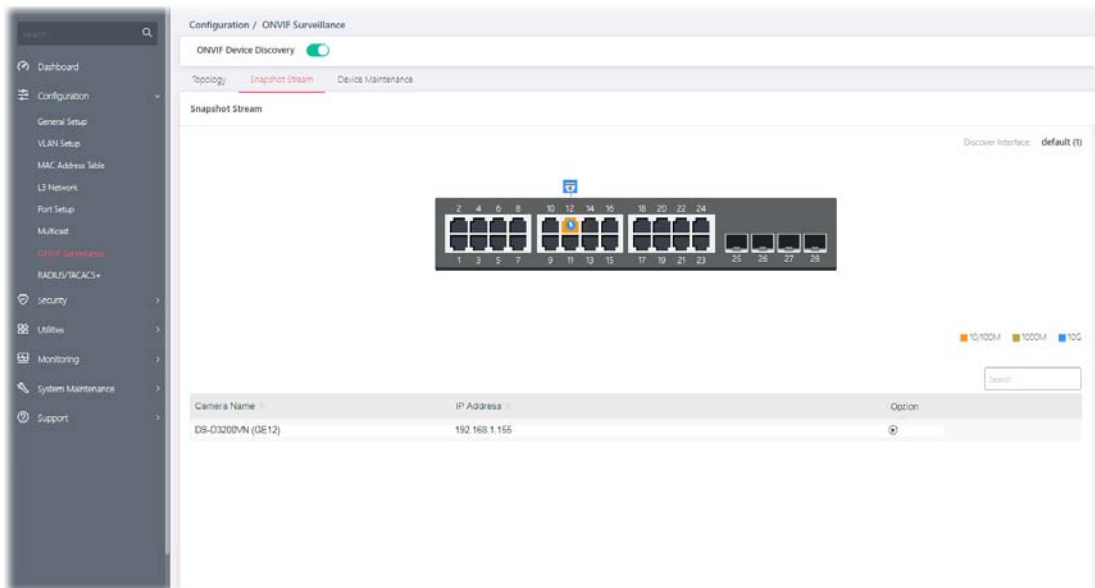 Search...
Dashboard
Configuration
General Setup
VLAN Setup
MAC Address Table
L3 Network
Port Setup
Multicast
ONVIF Surveillance
RADIUS/TACACS+
Security
Utilities
Monitoring
System Maintenance
Support
Configuration / ONVIF Surveillance
ONVIF Device Discovery
Topology Snapshot Stream Device Maintenance
Snapshot Stream
Discover Interface: default (1)
2 4 6 8 10 12 14 16 18 20 22 24
1 3 5 7 9 11 13 15 17 19 21 23 25 26 27 28
10/100M 1000M 10G
Search
Camera Name IP Address Option
DS-D3200VN (GE12) 192.168.1.155